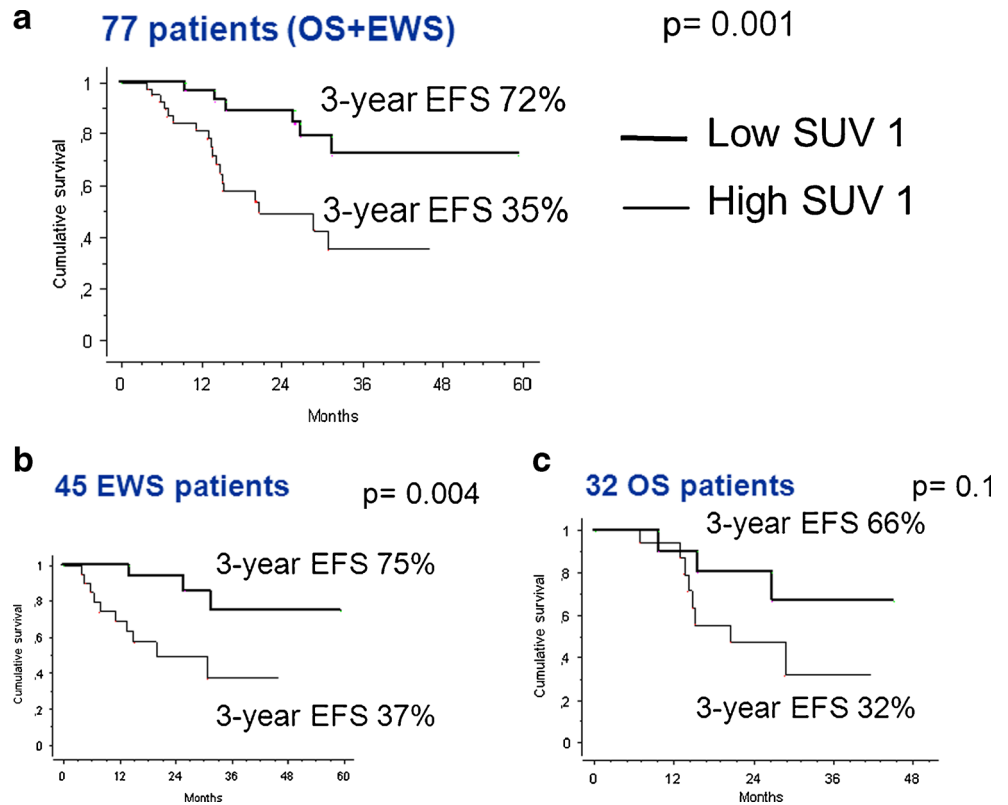 a
77 patients (OS+EWS)
p= 0.001
3-year EFS 72%
3-year EFS 35%
Low SUV 1
High SUV 1
Cumulative survival
1
,8
,6
,4
,2
0
0 12 24 36 48 60
Months
b
45 EWS patients
p= 0.004
3-year EFS 75%
3-year EFS 37%
Cumulative survival
1
,8
,6
,4
,2
0
0 12 24 36 48 60
Months
c
32 OS patients
p= 0.1
3-year EFS 66%
3-year EFS 32%
Cumulative survival
1
,8
,6
,4
,2
0
0 12 24 36 48
Months